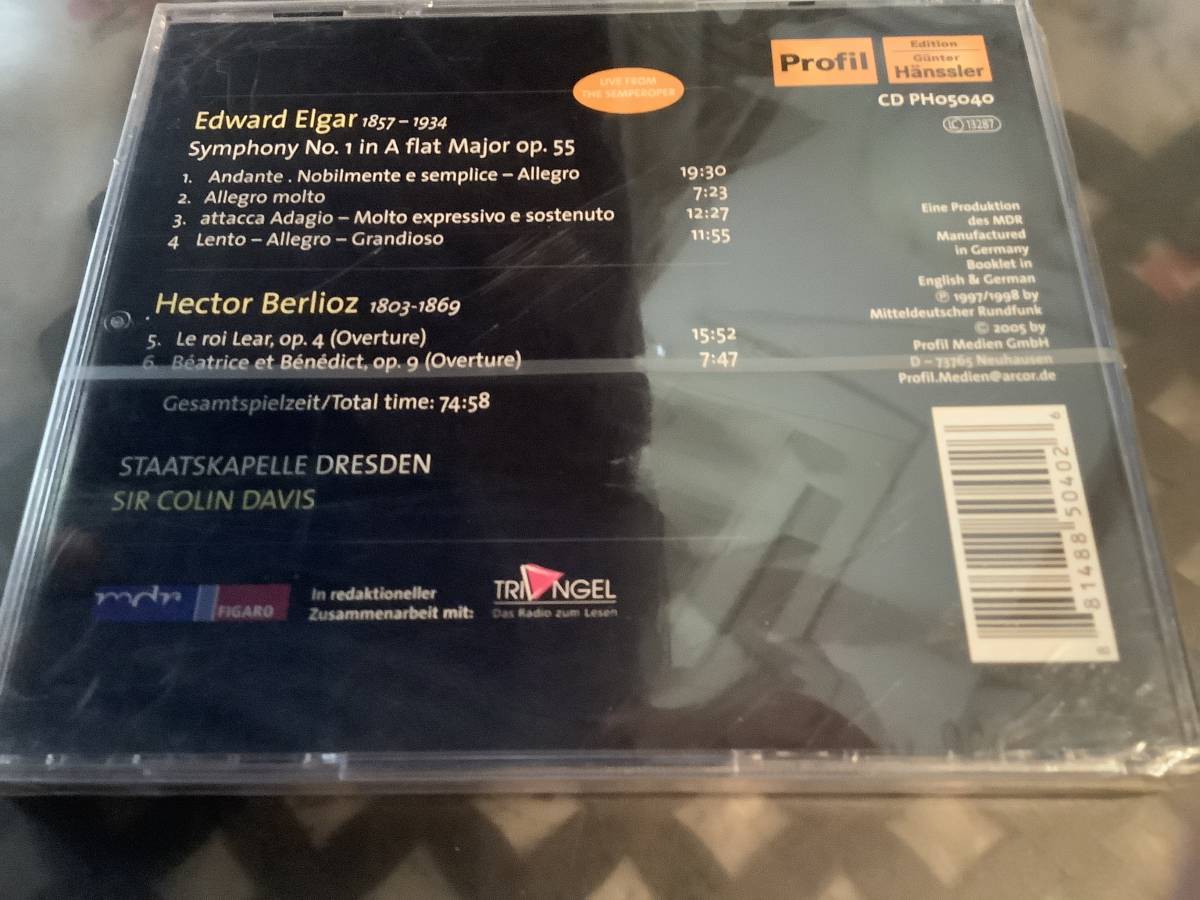 LIVE FROM
THE SEMPEROPER
Profil
Edition
Günter
Hänssler
CD PH05040
LC 13287
Edward Elgar 1857 – 1934
Symphony No. 1 in A flat Major op. 55
1. Andante . Nobilmente e semplice – Allegro 19:30
2. Allegro molto 7:23
3. attacca Adagio – Molto expressivo e sostenuto 12:27
4 Lento – Allegro – Grandioso 11:55
Hector Berlioz 1803-1869
5. Le roi Lear, op. 4 (Overture) 15:52
6. Béatrice et Bénédict, op. 9 (Overture) 7:47
Gesamtspielzeit/Total time: 74:58
STAATSKAPELLE DRESDEN
SIR COLIN DAVIS
Eine Produktion
des MDR
Manufactured
in Germany
Booklet in
English & German
℗ 1997/1998 by
Mitteldeutscher Rundfunk
© 2005 by
Profil Medien GmbH
D – 73765 Neuhausen
Profil.Medien@arcor.de
mdr FIGARO
In redaktioneller
Zusammenarbeit mit:
TRIANGEL
Das Radio zum Lesen
8 81488 50402 6